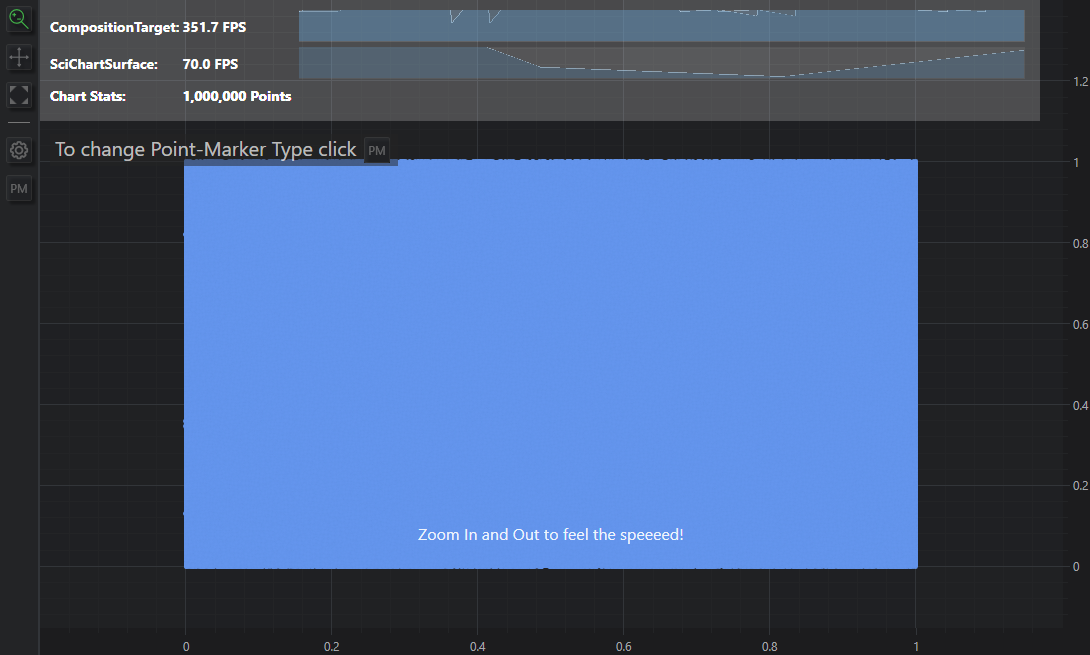 CompositionTarget: 351.7 FPS
SciChartSurface: 70.0 FPS
Chart Stats: 1,000,000 Points
To change Point-Marker Type click PM
PM
Zoom In and Out to feel the speeeed!
1.2
1
0.8
0.6
0.4
0.2
0
0 0.2 0.4 0.6 0.8 1